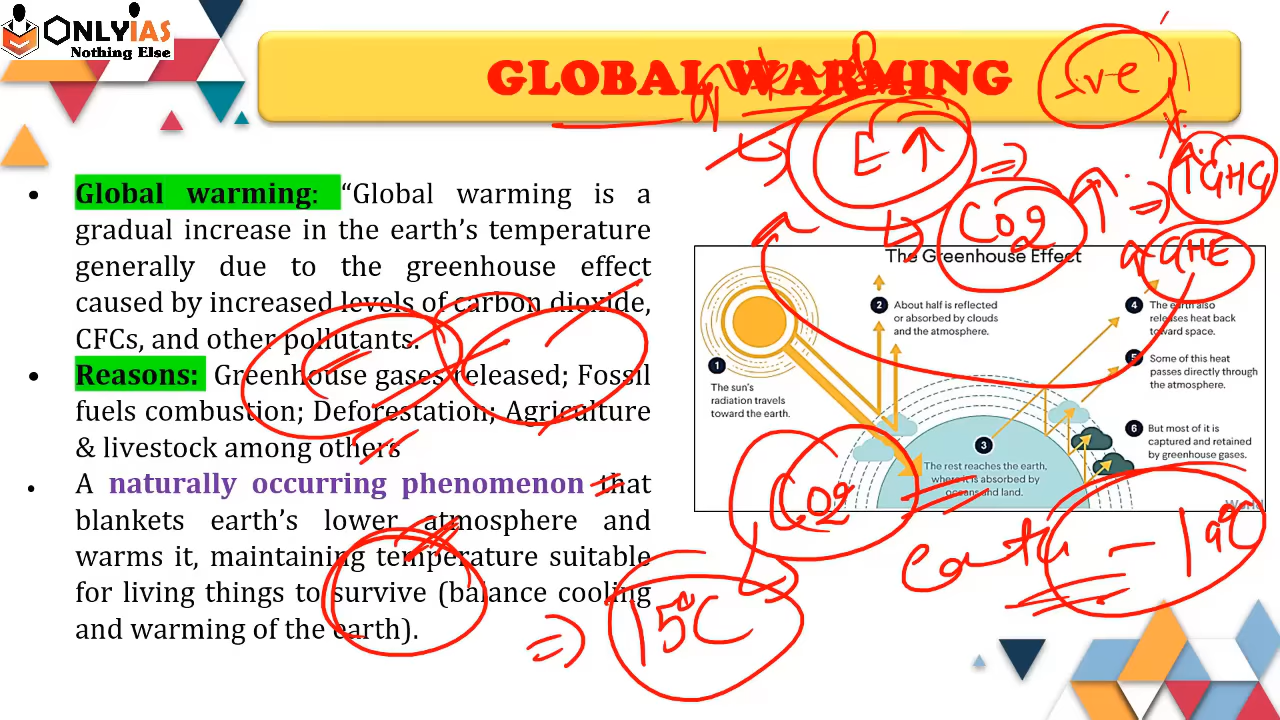 ONLYIAS
Nothing Else
GLOBAL WARMING
ive
E ↑
CO2 ↑
↑ GHG
GHE
• Global warming: “Global warming is a
gradual increase in the earth’s temperature
generally due to the greenhouse effect
caused by increased levels of carbon dioxide,
CFCs, and other pollutants.
• Reasons: Greenhouse gases released; Fossil
fuels combustion; Deforestation; Agriculture
& livestock among others
• A naturally occurring phenomenon that
blankets earth’s lower atmosphere and
warms it, maintaining temperature suitable
for living things to survive (balance cooling
and warming of the earth).
The Greenhouse Effect
1
The sun’s
radiation travels
toward the earth.
2 About half is reflected
or absorbed by clouds
and the atmosphere.
3
The rest reaches the earth,
where it is absorbed by
oceans and land.
4 The earth also
releases heat back
toward space.
5 Some of this heat
passes directly through
the atmosphere.
6 But most of it is
captured and retained
by greenhouse gases.
CO2
15°C
earth